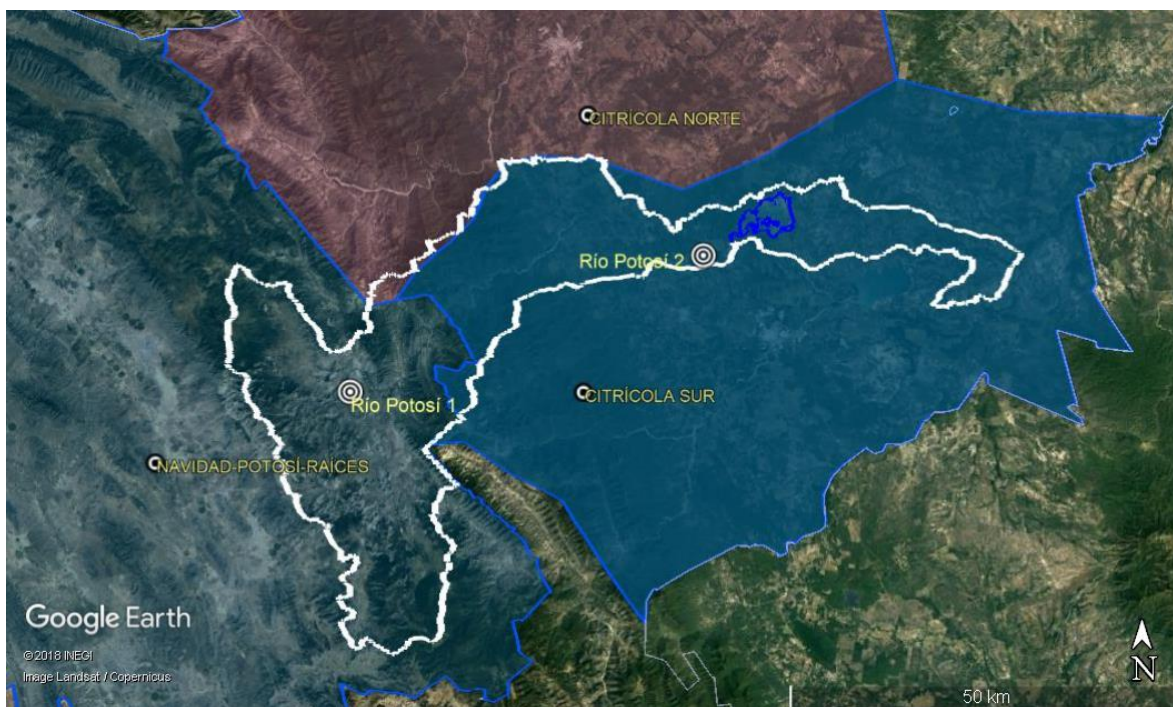 CITRÍCOLA NORTE
Río Potosí 2
CITRÍCOLA SUR
Río Potosí 1
NAVIDAD-POTOSÍ-RAICES
Google Earth
©2018 INEGI
Image Landsat / Copernicus
N
50 km